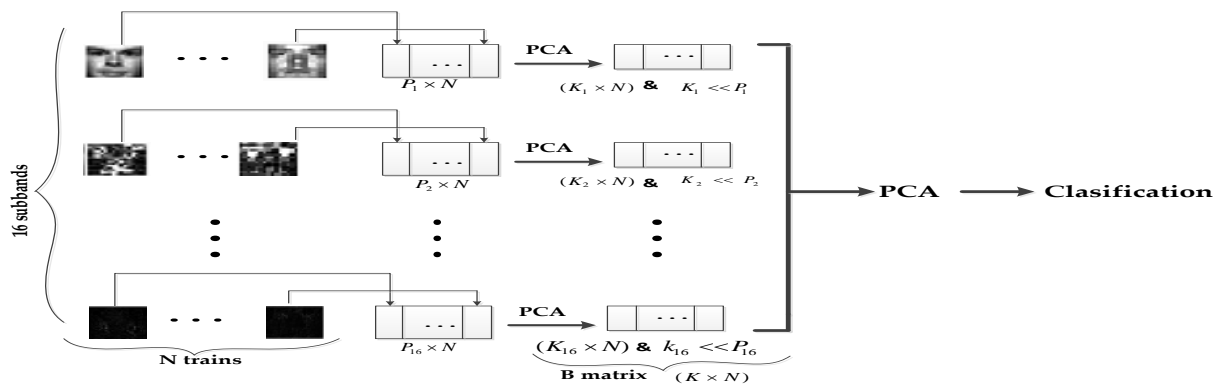 16 subbands
PCA
P₁ × N
(K₁ × N) & K₁ << P₁
PCA
P₂ × N
(K₂ × N) & K₂ << P₂
PCA
Clasification
PCA
P₁₆ × N
(K₁₆ × N) & k₁₆ << P₁₆
N trains
B matrix (K × N)